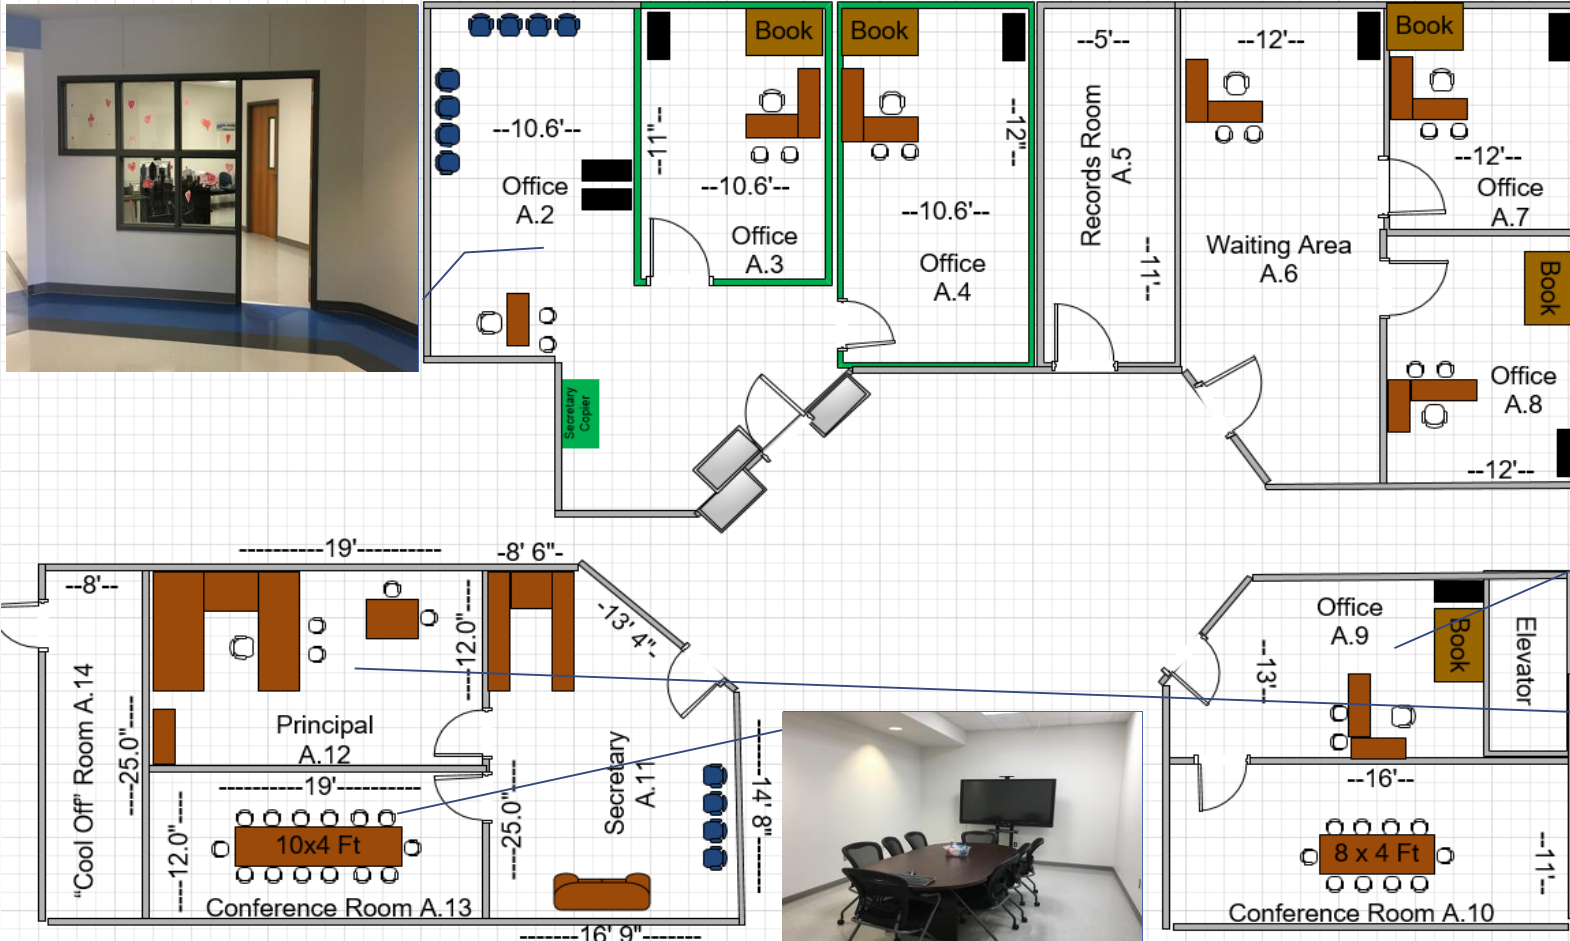 Book
Book
Book
--5'--
--12'--
--10.6'--
--11"--
--12"--
Records Room
A.5
--12'--
Office
A.2
--10.6'--
Office
A.7
--10.6'--
Office
A.3
Office
A.4
--11'--
Waiting Area
A.6
Book
Secretary
Copier
Office
A.8
--12'--
----------19'----------
-8' 6"-
--8'--
-13' 4"-
----12.0"----
"Cool Off" Room A.14
----25.0"----
Principal
A.12
Secretary
A.11
----25.0"----
-------14' 8"-------
----------19'----------
10x4 Ft
----12.0"----
Conference Room A.13
-------16' 9"-------
Office
A.9
Book
Elevator
--13'--
--16'--
8 x 4 Ft
--11'--
Conference Room A.10